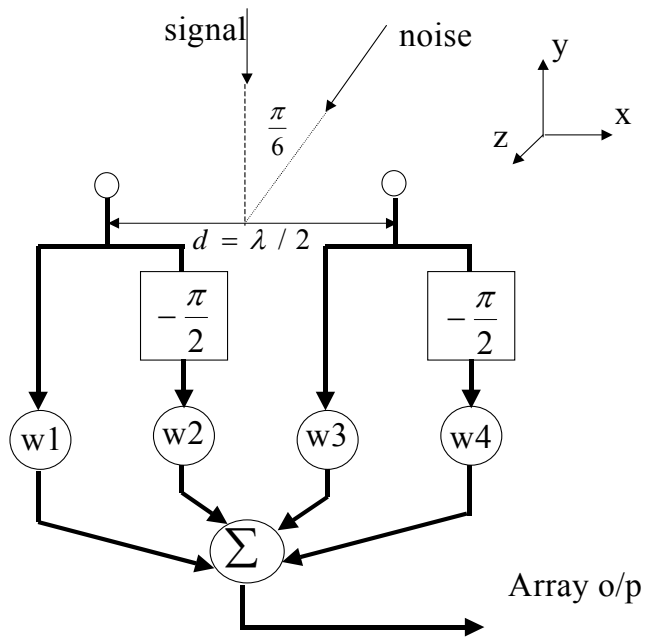 signal
noise
π/6
y
x
z
d = λ / 2
−π/2
−π/2
w1
w2
w3
w4
Σ
Array o/p